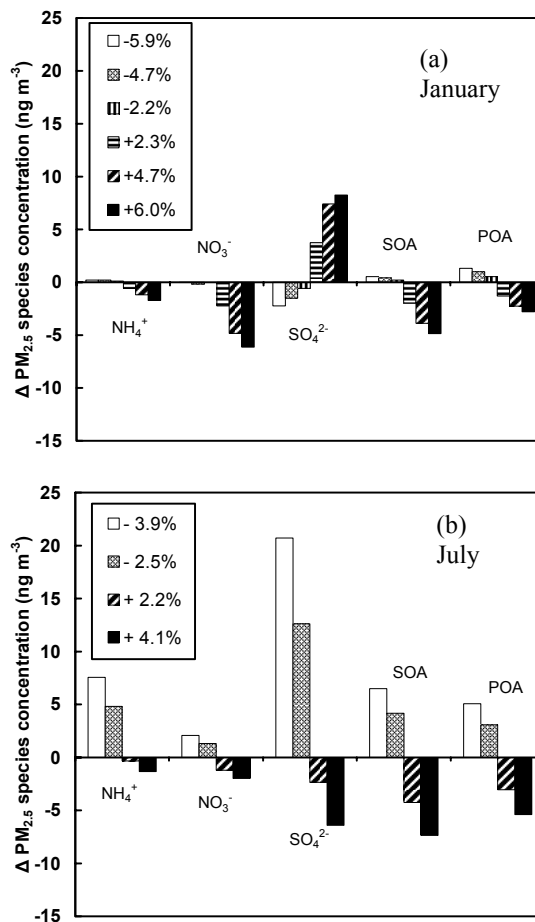 25
20
15
10
5
0
-5
-10
-15
Δ PM2.5 species concentration (ng m⁻³)
-5.9%
-4.7%
-2.2%
+2.3%
+4.7%
+6.0%
(a)
January
NH₄⁺
NO₃⁻
SO₄²⁻
SOA
POA
25
20
15
10
5
0
-5
-10
-15
Δ PM2.5 species concentration (ng m⁻³)
- 3.9%
- 2.5%
+ 2.2%
+ 4.1%
(b)
July
NH₄⁺
NO₃⁻
SO₄²⁻
SOA
POA